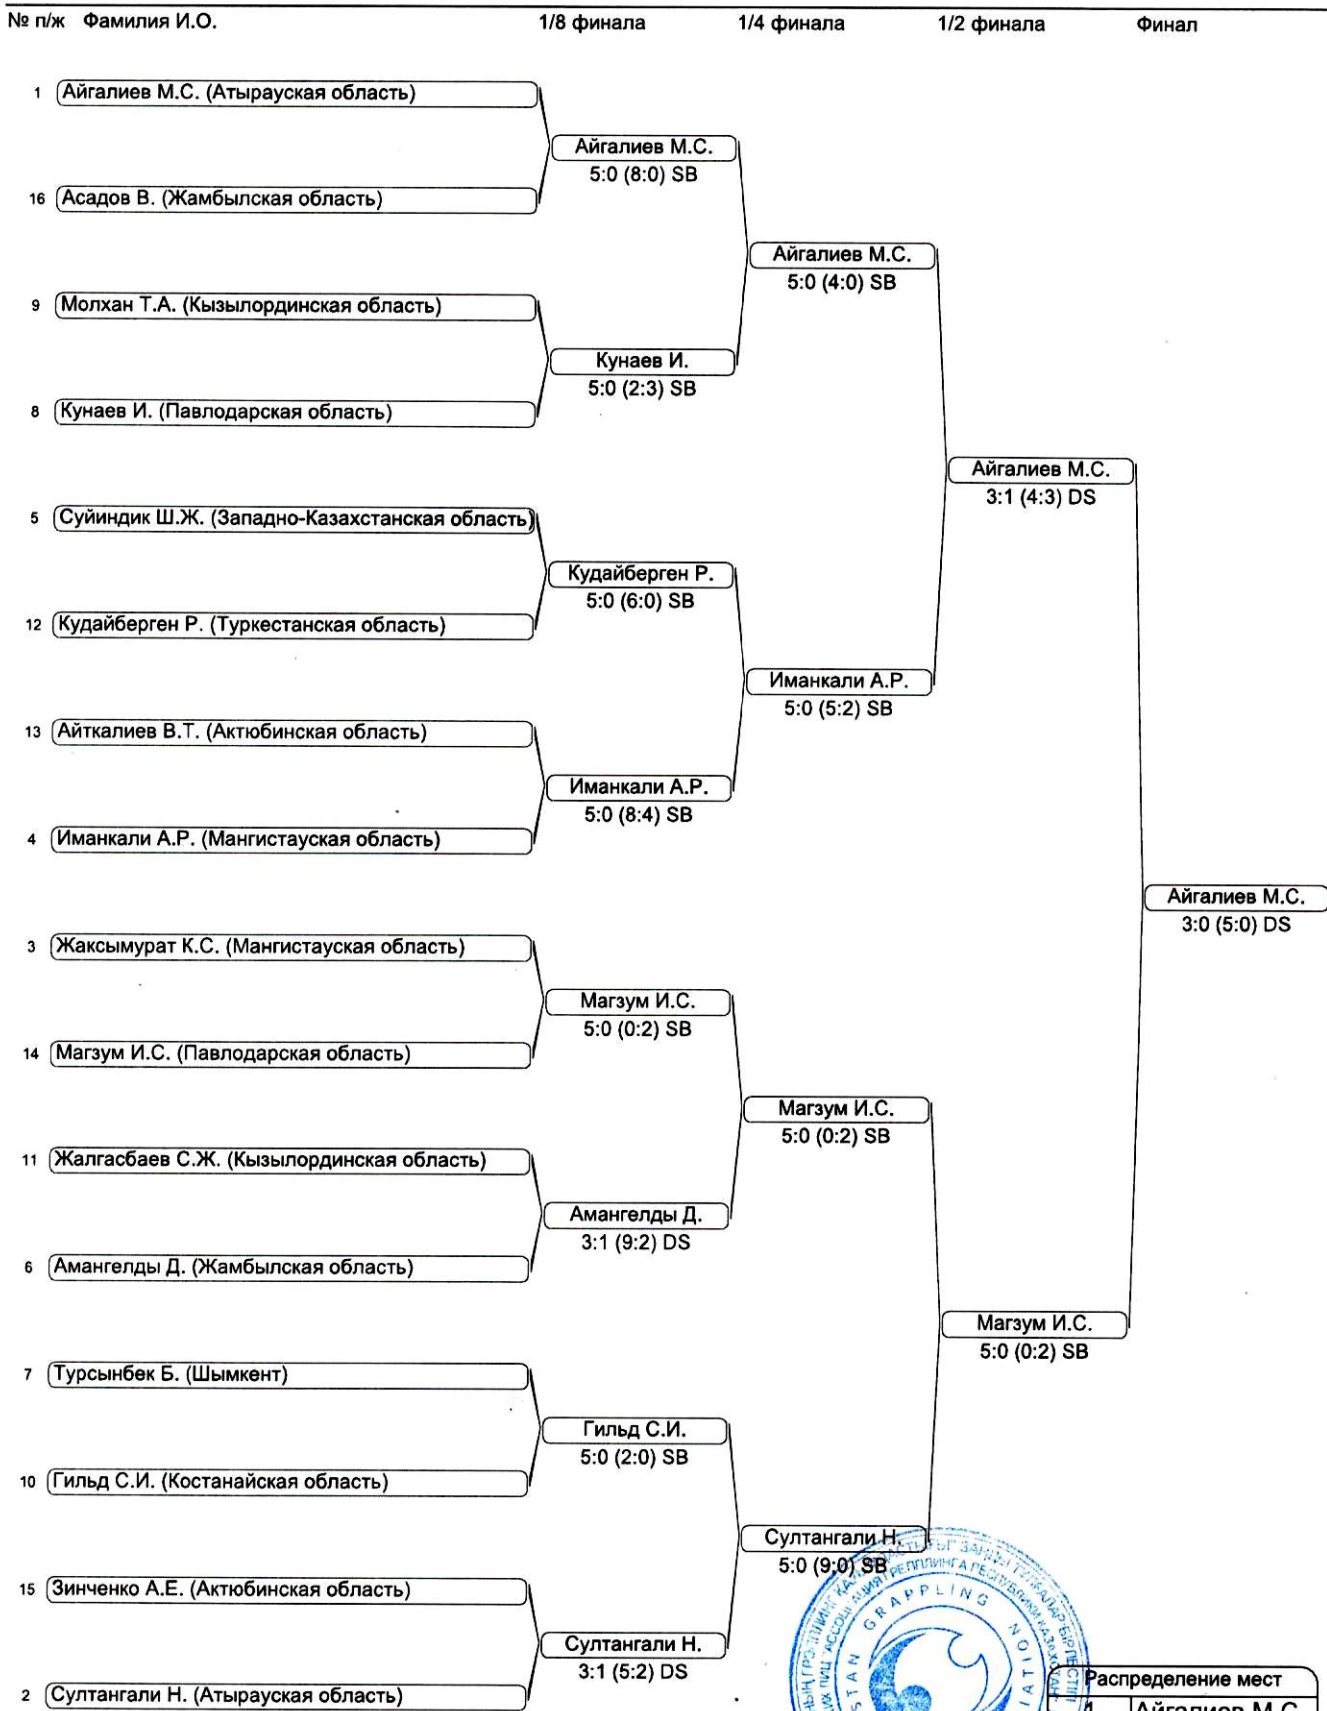 № п/ж Фамилия И.О. 1/8 финала 1/4 финала 1/2 финала Финал
1 Айгалиев М.С. (Атырауская область)
Айгалиев М.С.
5:0 (8:0) SB
16 Асадов В. (Жамбылская область)
Айгалиев М.С.
5:0 (4:0) SB
9 Молхан Т.А. (Кызылординская область)
Кунаев И.
5:0 (2:3) SB
8 Кунаев И. (Павлодарская область)
Айгалиев М.С.
3:1 (4:3) DS
5 Суйиндик Ш.Ж. (Западно-Казахстанская область)
Кудайберген Р.
5:0 (6:0) SB
12 Кудайберген Р. (Туркестанская область)
Иманкали А.Р.
5:0 (5:2) SB
13 Айткалиев В.Т. (Актюбинская область)
Иманкали А.Р.
5:0 (8:4) SB
4 Иманкали А.Р. (Мангистауская область)
Айгалиев М.С.
3:0 (5:0) DS
3 Жаксымурат К.С. (Мангистауская область)
Магзум И.С.
5:0 (0:2) SB
14 Магзум И.С. (Павлодарская область)
Магзум И.С.
5:0 (0:2) SB
11 Жалгасбаев С.Ж. (Кызылординская область)
Амангелды Д.
3:1 (9:2) DS
6 Амангелды Д. (Жамбылская область)
Магзум И.С.
5:0 (0:2) SB
7 Турсынбек Б. (Шымкент)
Гильд С.И.
5:0 (2:0) SB
10 Гильд С.И. (Костанайская область)
Султангали Н.
5:0 (9:0) SB
15 Зинченко А.Е. (Актюбинская область)
Султангали Н.
3:1 (5:2) DS
2 Султангали Н. (Атырауская область)
GRAPPLING
Распределение мест
1 Айгалиев М.С.